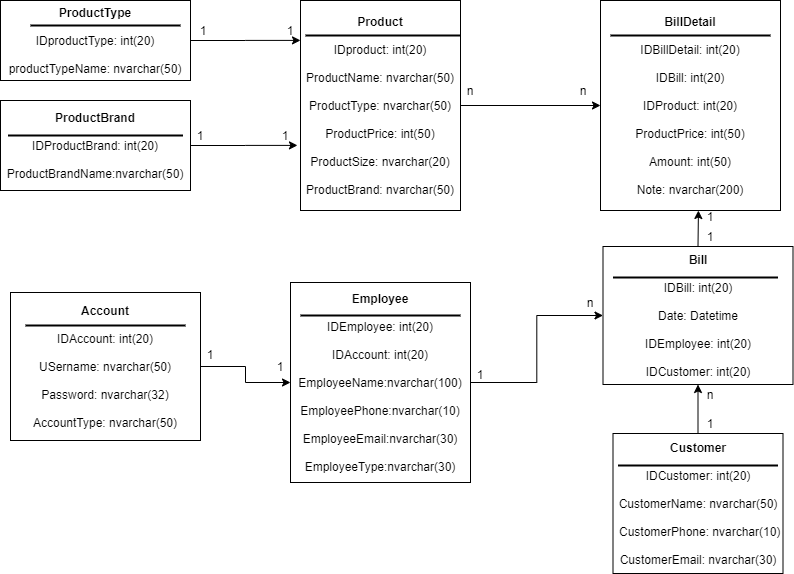 ProductType
IDproductType: int(20)
productTypeName: nvarchar(50)
1
1
Product
IDproduct: int(20)
ProductName: nvarchar(50)
ProductType: nvarchar(50)
ProductPrice: int(50)
ProductSize: nvarchar(20)
ProductBrand: nvarchar(50)
n
n
BillDetail
IDBillDetail: int(20)
IDBill: int(20)
IDProduct: int(20)
ProductPrice: int(50)
Amount: int(50)
Note: nvarchar(200)
ProductBrand
IDProductBrand: int(20)
ProductBrandName:nvarchar(50)
1
1
1
1
Bill
IDBill: int(20)
Date: Datetime
IDEmployee: int(20)
IDCustomer: int(20)
Account
IDAccount: int(20)
USername: nvarchar(50)
Password: nvarchar(32)
AccountType: nvarchar(50)
1
1
Employee
IDEmployee: int(20)
IDAccount: int(20)
EmployeeName:nvarchar(100)
EmployeePhone:nvarchar(10)
EmployeeEmail:nvarchar(30)
EmployeeType:nvarchar(30)
1
n
n
1
Customer
IDCustomer: int(20)
CustomerName: nvarchar(50)
CustomerPhone: nvarchar(10)
CustomerEmail: nvarchar(30)